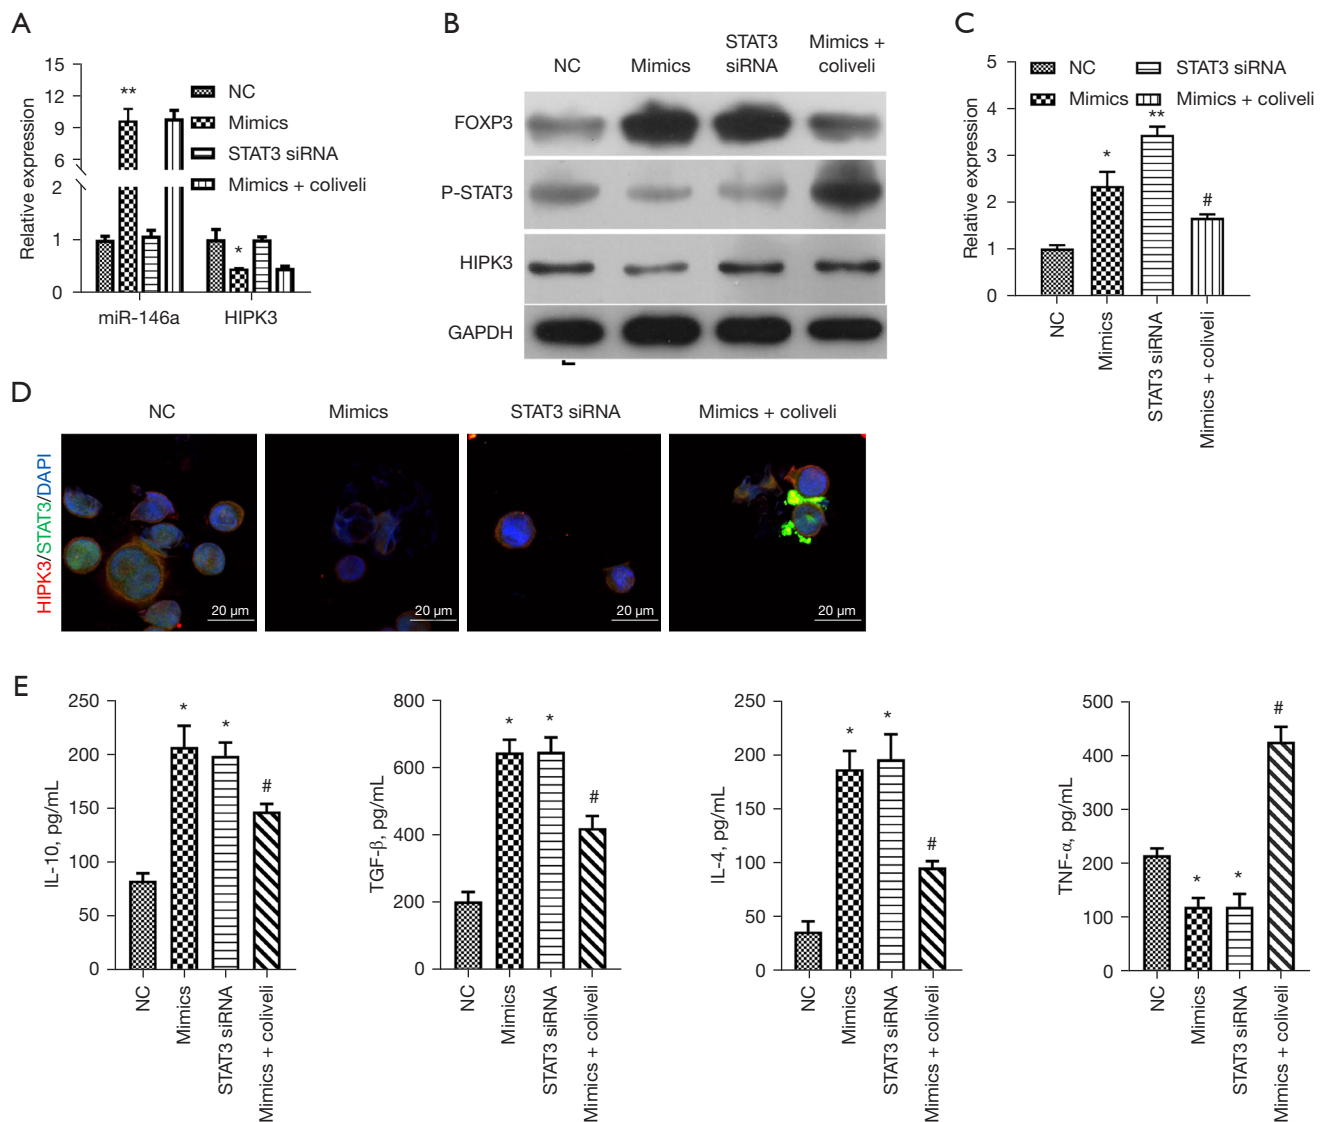 A
Relative expression
15
12
9
6
2
1
0
**
*
NC
Mimics
STAT3 siRNA
Mimics + coliveli
miR-146a
HIPK3
B
NC
Mimics
STAT3
siRNA
Mimics +
coliveli
FOXP3
P-STAT3
HIPK3
GAPDH
C
Relative expression
5
4
3
2
1
0
NC
STAT3 siRNA
Mimics
Mimics + coliveli
*
**
#
NC
Mimics
STAT3 siRNA
Mimics + coliveli
D
NC
Mimics
STAT3 siRNA
Mimics + coliveli
HIPK3/STAT3/DAPI
20 μm
20 μm
20 μm
20 μm
E
IL-10, pg/mL
250
200
150
100
50
0
*
*
#
NC
Mimics
STAT3 siRNA
Mimics + coliveli
TGF-β, pg/mL
800
600
400
200
0
*
*
#
NC
Mimics
STAT3 siRNA
Mimics + coliveli
IL-4, pg/mL
250
200
150
100
50
0
*
*
#
NC
Mimics
STAT3 siRNA
Mimics + coliveli
TNF-α, pg/mL
500
400
300
200
100
0
*
*
#
NC
Mimics
STAT3 siRNA
Mimics + coliveli